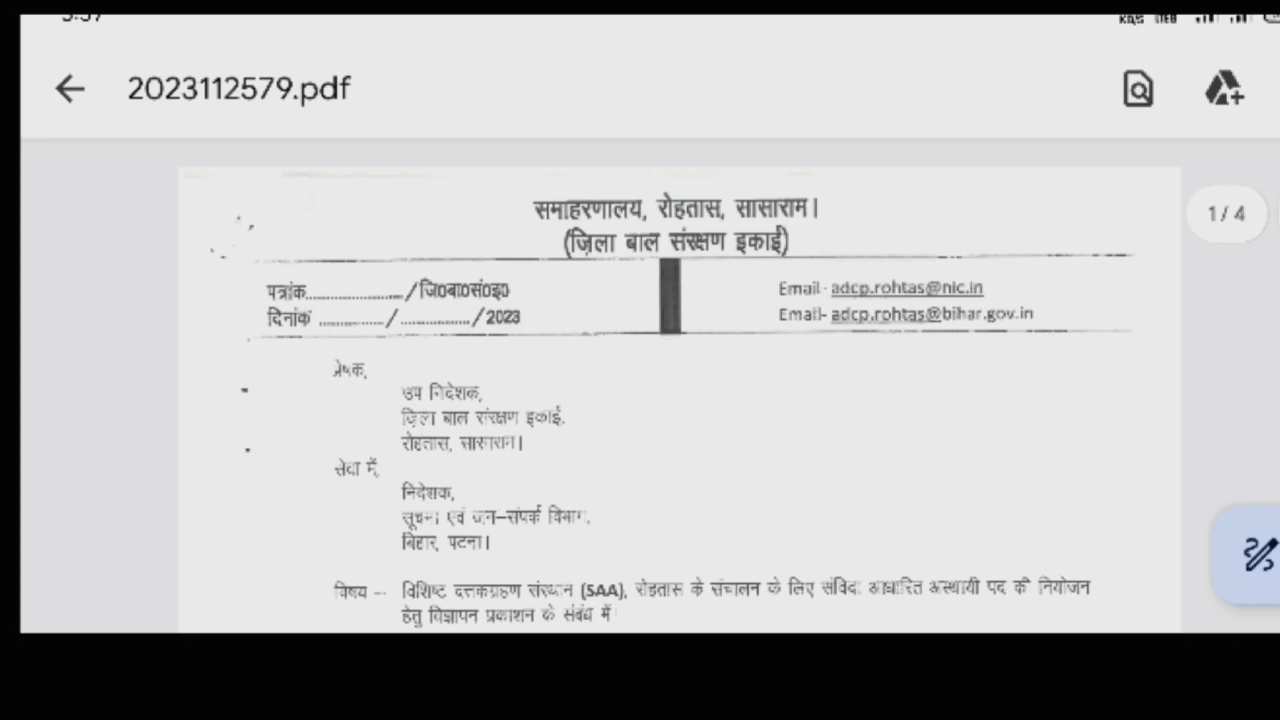 2023112579.pdf
1/4
समाहरणालय, रोहतास, सासाराम।
(ज़िला बाल संरक्षण इकाई)
पत्रांक......................../जि0बा0सं0इ0
दिनांक ................/................./2023
Email- adcp.rohtas@nic.in
Email- adcp.rohtas@bihar.gov.in
प्रेषक,
उप निदेशक,
ज़िला बाल संरक्षण इकाई,
रोहतास, सासाराम।
सेवा में,
निदेशक,
सूचना एवं जन–संपर्क विभाग,
बिहार, पटना।
विषय :– विशिष्ट दत्तकग्रहण संस्थान (SAA), रोहतास के संचालन के लिए संविदा आधारित अस्थायी पद की नियोजन
हेतु विज्ञापन प्रकाशन के संबंध में